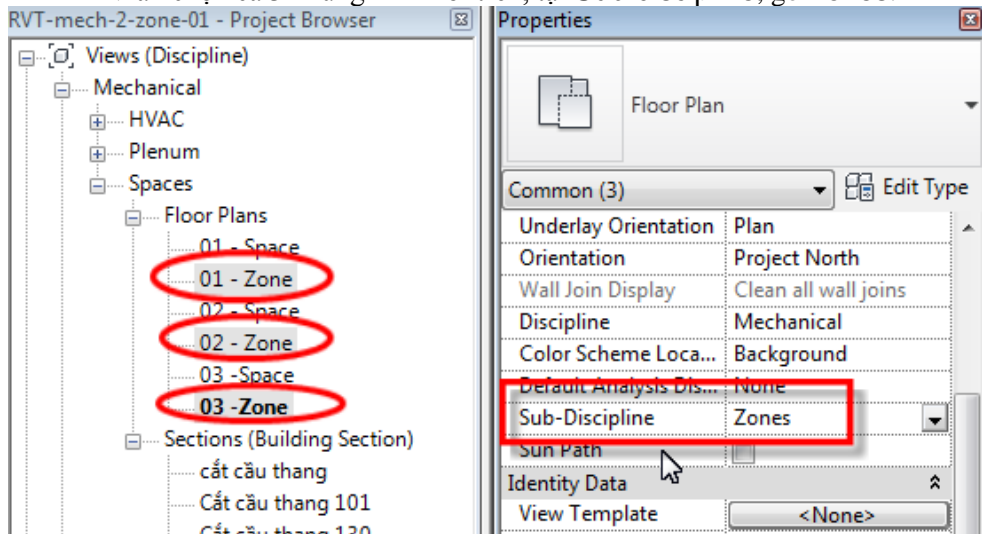 RVT-mech-2-zone-01 - Project Browser
Views (Discipline)
Mechanical
HVAC
Plenum
Spaces
Floor Plans
01 - Space
01 - Zone
02 - Space
02 - Zone
03 -Space
03 -Zone
Sections (Building Section)
cắt cầu thang
Cắt cầu thang 101
Cắt cầu thang 130
Properties
Floor Plan
Common (3)
Edit Type
Underlay Orientation Plan
Orientation Project North
Wall Join Display Clean all wall joins
Discipline Mechanical
Color Scheme Loca... Background
Default Analysis Dis... None
Sub-Discipline Zones
Sun Path
Identity Data
View Template <None>